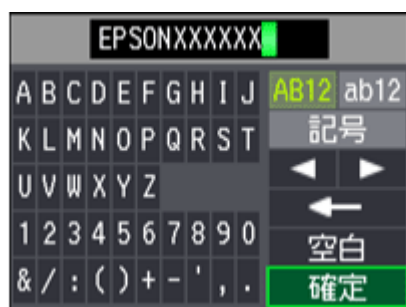 EPSONXXXXXX
A B C D E F G H I J
K L M N O P Q R S T
U V W X Y Z
1 2 3 4 5 6 7 8 9 0
& / : ( ) + - ' , .
AB12 ab12
記号
空白
確定